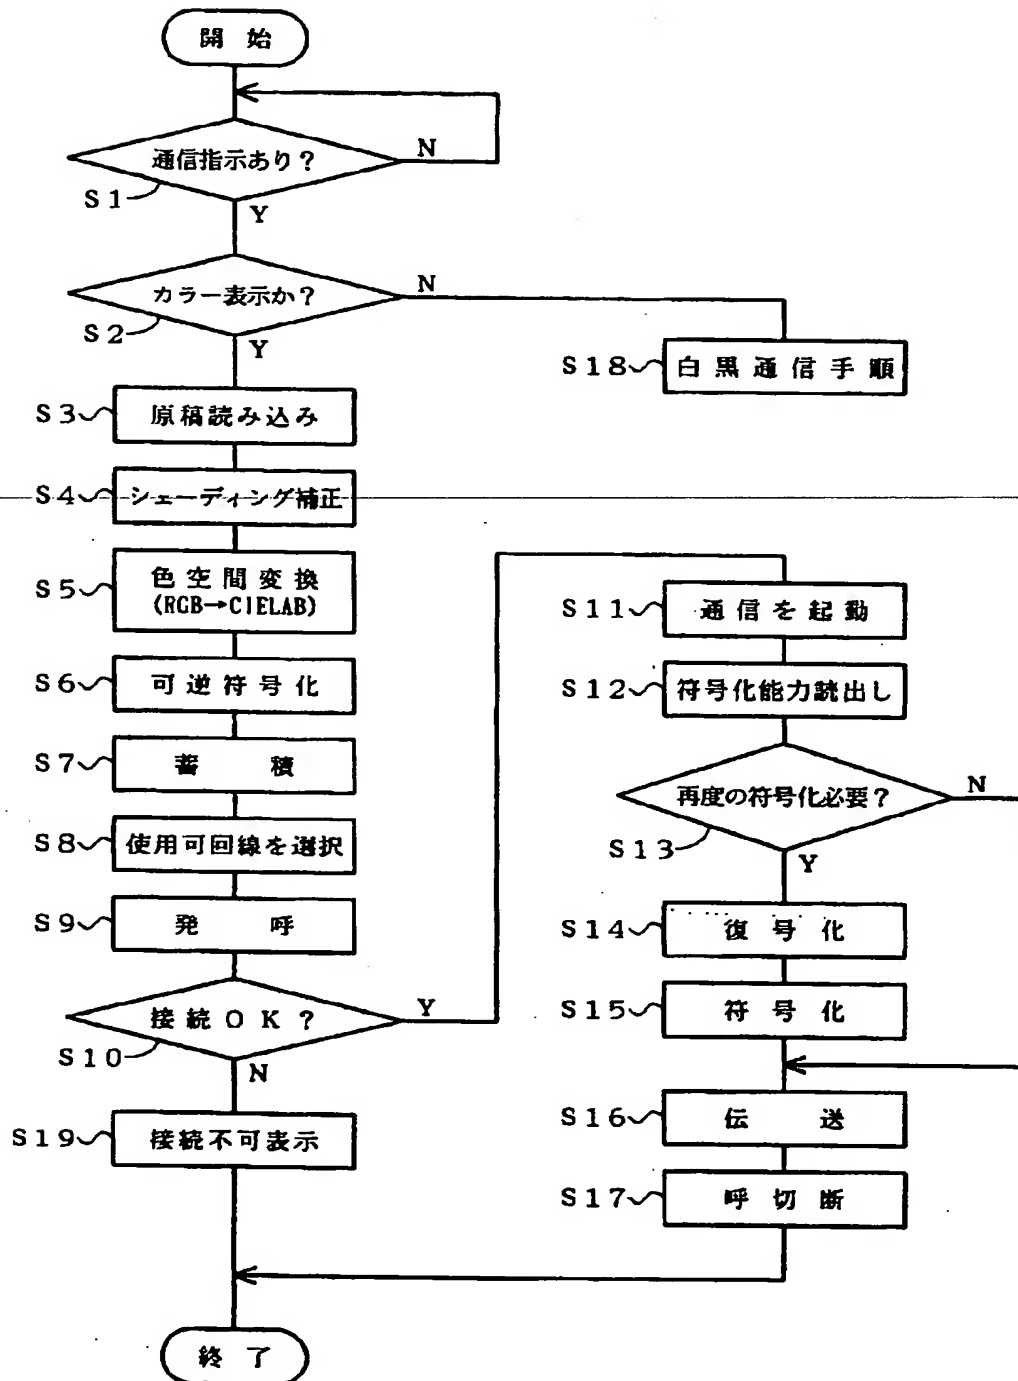 開始
通信指示あり?
N
S1
Y
カラー表示か?
N
S2
Y
S18
白黒通信手順
S3
原稿読み込み
S4
シェーディング補正
S5
色空間変換
(RGB→CIELAB)
S6
可逆符号化
S7
蓄積
S8
使用可回線を選択
S9
発呼
接続OK?
Y
S10
N
S19
接続不可表示
S11
通信を起動
S12
符号化能力読出し
再度の符号化必要?
N
S13
Y
S14
復号化
S15
符号化
S16
伝送
S17
呼切断
終了